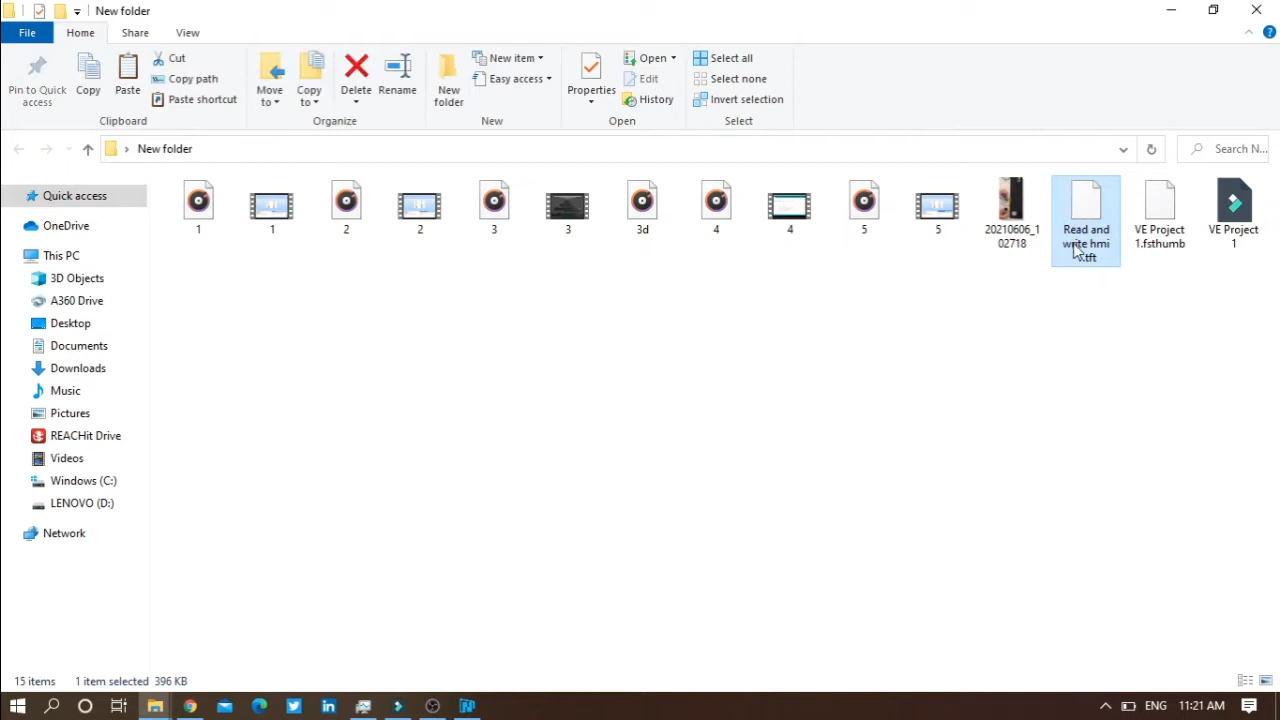 New folder
File
Home
Share
View
Pin to Quick
access
Copy
Paste
Cut
Copy path
Paste shortcut
Clipboard
Move
to
Copy
to
Delete
Rename
Organize
New
folder
New item
Easy access
New
Properties
Open
Edit
History
Open
Select all
Select none
Invert selection
Select
New folder
Search N...
Quick access
OneDrive
This PC
3D Objects
A360 Drive
Desktop
Documents
Downloads
Music
Pictures
REACHit Drive
Videos
Windows (C:)
LENOVO (D:)
Network
1
1
2
2
3
3
3d
4
4
5
5
20210606_1
02718
Read and
write hmi
.tft
VE Project
1.fsthumb
VE Project
1
15 items
1 item selected 396 KB
ENG
11:21 AM